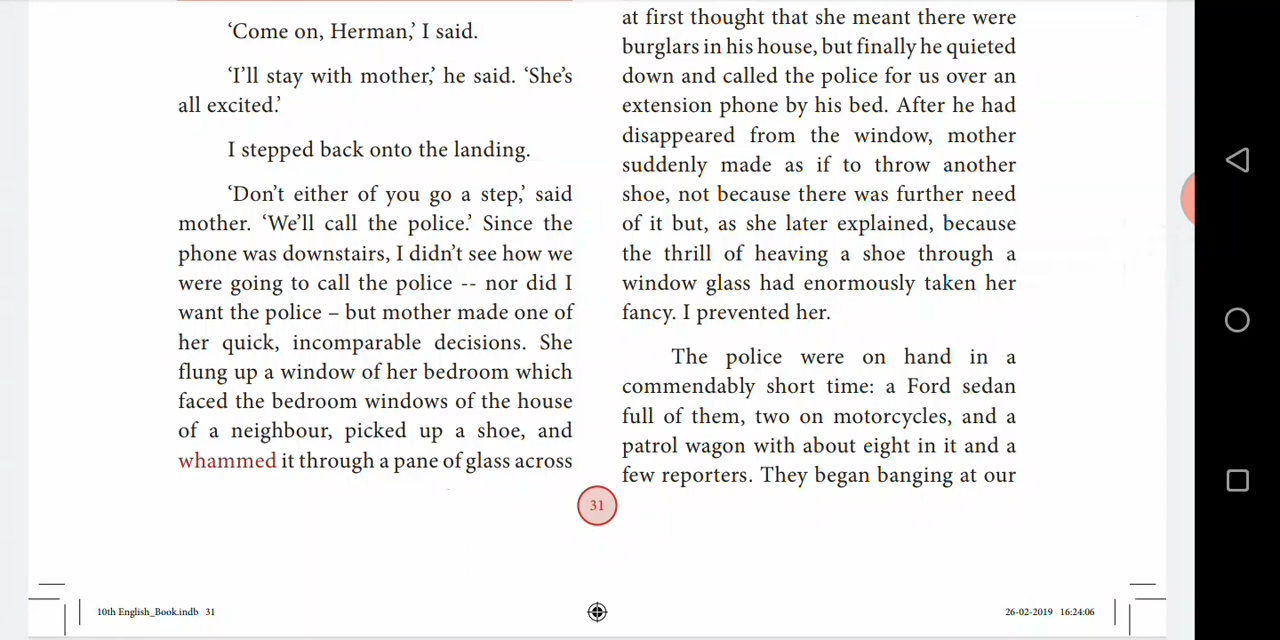 ‘Come on, Herman,’ I said.
‘I’ll stay with mother,’ he said. ‘She’s
all excited.’
I stepped back onto the landing.
‘Don’t either of you go a step,’ said
mother. ‘We’ll call the police.’ Since the
phone was downstairs, I didn’t see how we
were going to call the police -- nor did I
want the police – but mother made one of
her quick, incomparable decisions. She
flung up a window of her bedroom which
faced the bedroom windows of the house
of a neighbour, picked up a shoe, and
whammed it through a pane of glass across
at first thought that she meant there were
burglars in his house, but finally he quieted
down and called the police for us over an
extension phone by his bed. After he had
disappeared from the window, mother
suddenly made as if to throw another
shoe, not because there was further need
of it but, as she later explained, because
the thrill of heaving a shoe through a
window glass had enormously taken her
fancy. I prevented her.
The police were on hand in a
commendably short time: a Ford sedan
full of them, two on motorcycles, and a
patrol wagon with about eight in it and a
few reporters. They began banging at our
31
10th English_Book.indb 31
26-02-2019 16:24:06